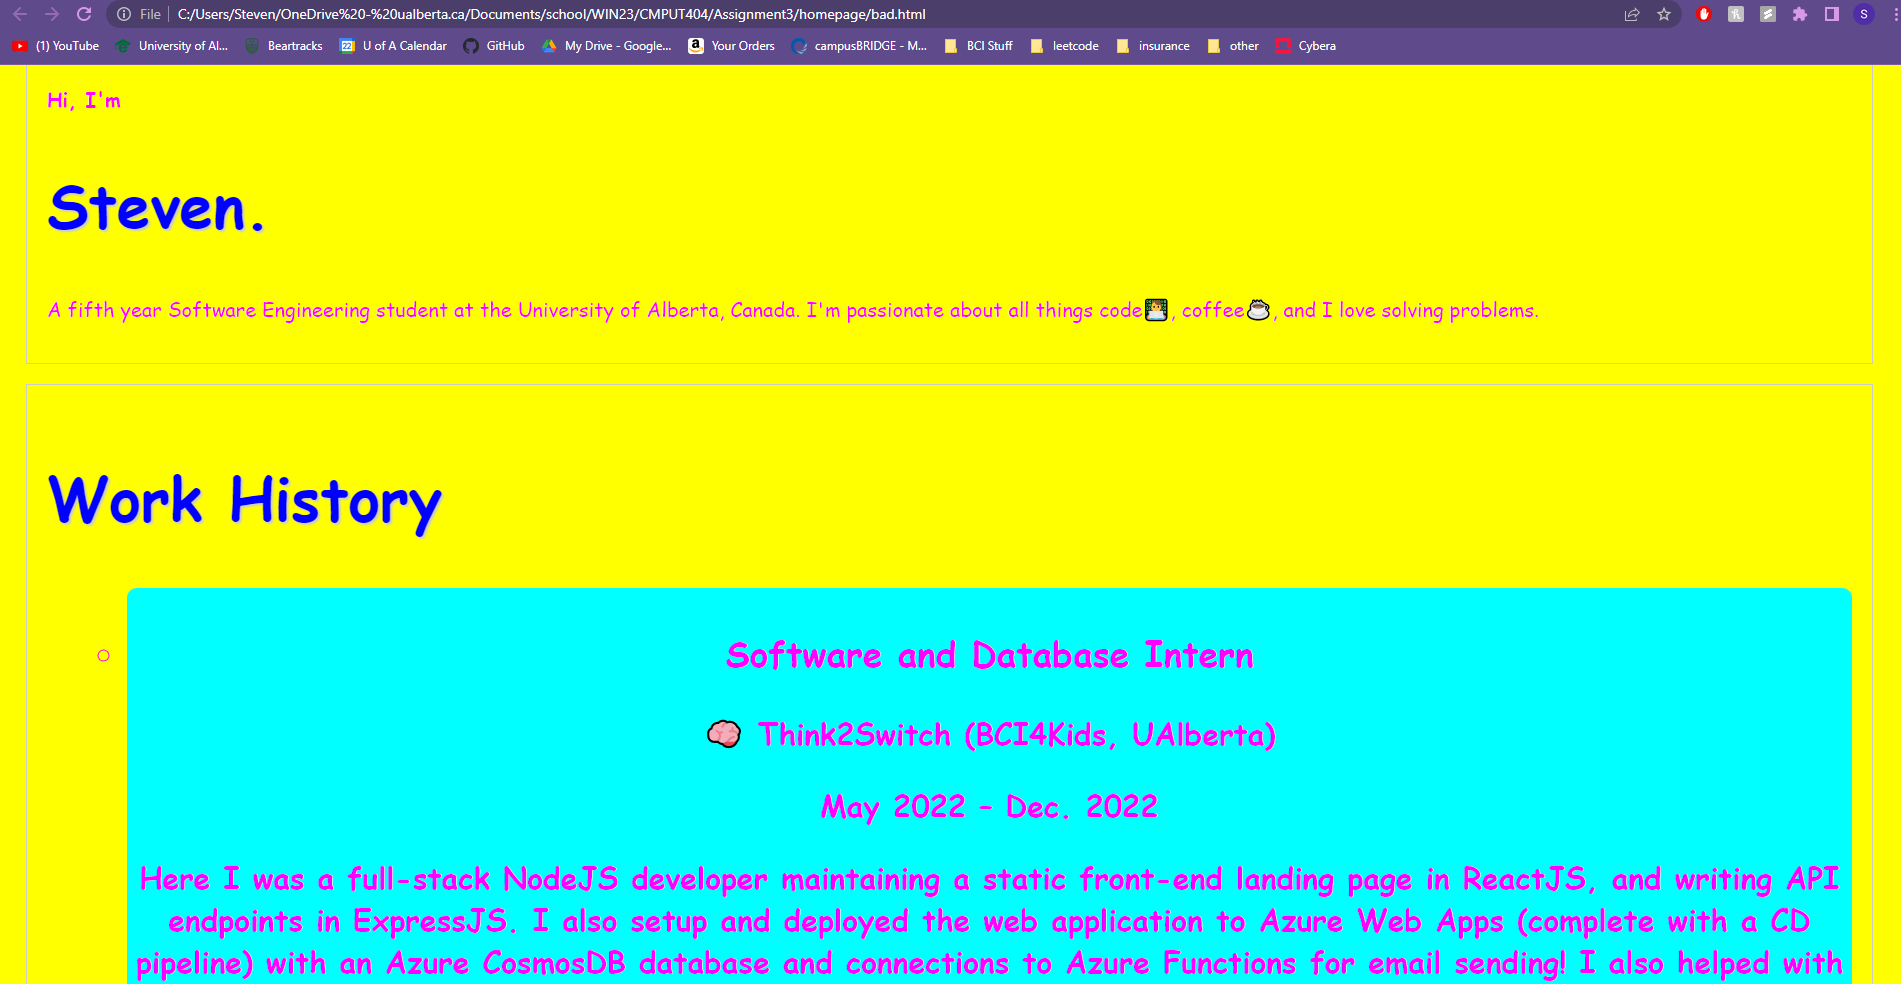 File C:/Users/Steven/OneDrive%20-%20ualberta.ca/Documents/school/WIN23/CMPUT404/Assignment3/homepage/bad.html S
(1) YouTube University of Al... Beartracks 22 U of A Calendar GitHub My Drive - Google... a Your Orders campusBRIDGE - M... BCI Stuff leetcode insurance other Cybera
Hi, I'm
Steven.
A fifth year Software Engineering student at the University of Alberta, Canada. I'm passionate about all things code👨‍💻, coffee☕, and I love solving problems.
Work History
Software and Database Intern
🧠 Think2Switch (BCI4Kids, UAlberta)
May 2022 - Dec. 2022
Here I was a full-stack NodeJS developer maintaining a static front-end landing page in ReactJS, and writing API
endpoints in ExpressJS. I also setup and deployed the web application to Azure Web Apps (complete with a CD
pipeline) with an Azure CosmosDB database and connections to Azure Functions for email sending! I also helped with